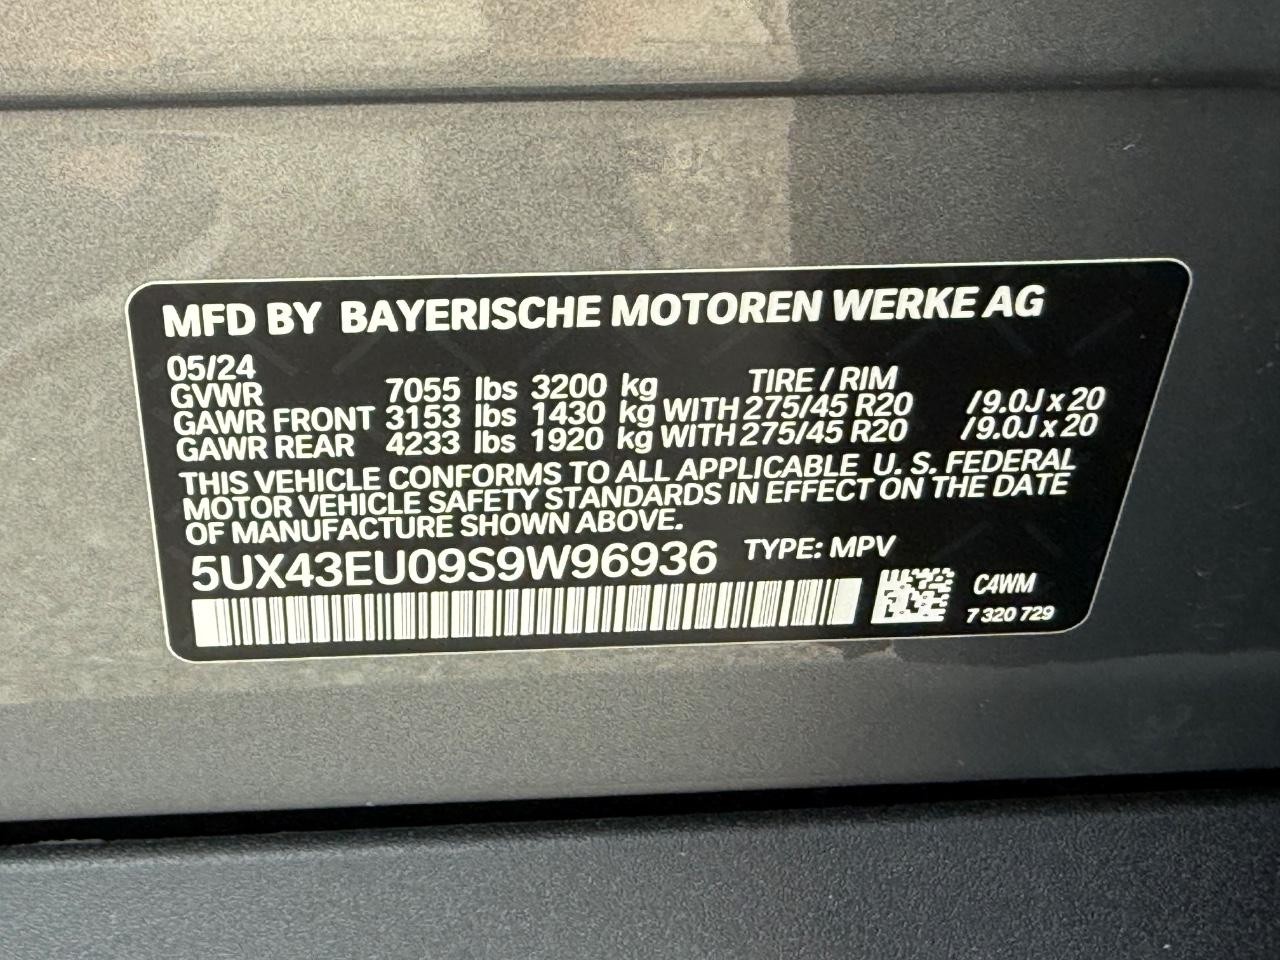 MFD BY BAYERISCHE MOTOREN WERKE AG
05/24
TIRE / RIM
GVWR 7055 lbs 3200 kg
GAWR FRONT 3153 lbs 1430 kg WITH 275/45 R20 /9.0J x 20
GAWR REAR 4233 lbs 1920 kg WITH 275/45 R20 /9.0J x 20
THIS VEHICLE CONFORMS TO ALL APPLICABLE U. S. FEDERAL
MOTOR VEHICLE SAFETY STANDARDS IN EFFECT ON THE DATE
OF MANUFACTURE SHOWN ABOVE.
5UX43EU09S9W96936 TYPE: MPV
C4WM
7 320 729